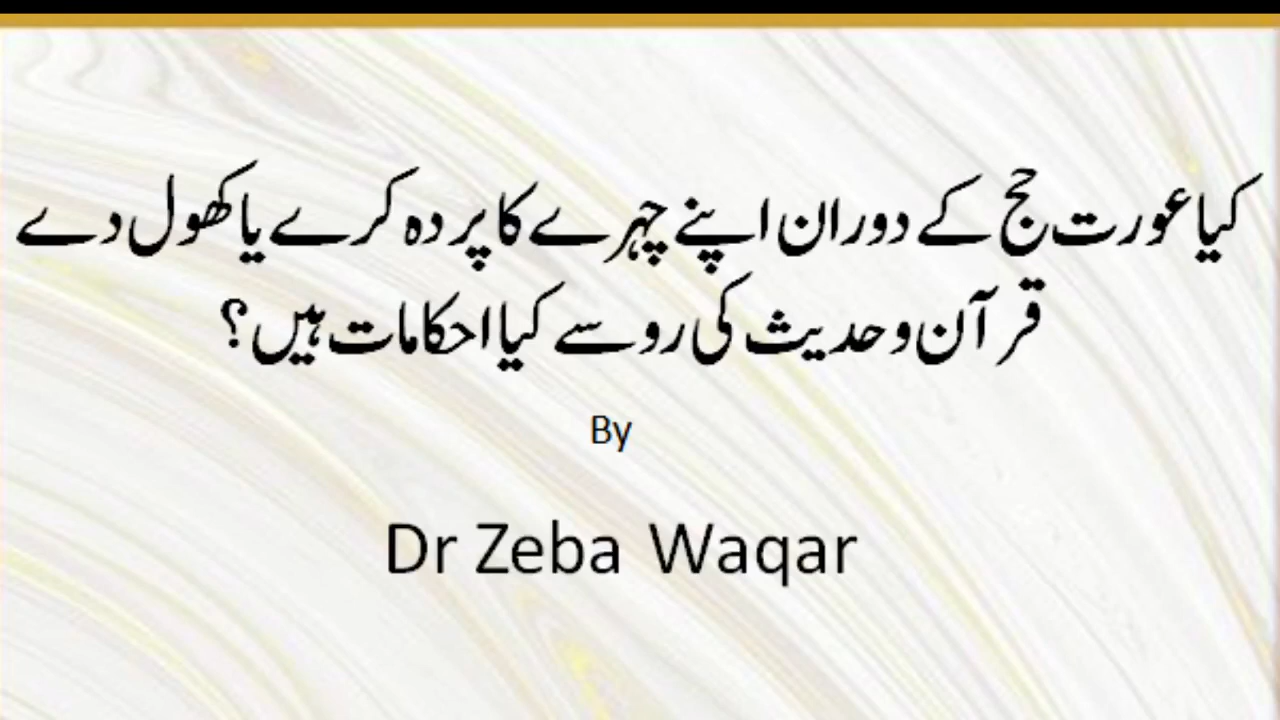 کیا عورت حج کے دوران اپنے چہرے کا پردہ کرے یا کھول دے
قرآن و حدیث کی رو سے کیا احکامات ہیں؟
By
Dr Zeba Waqar